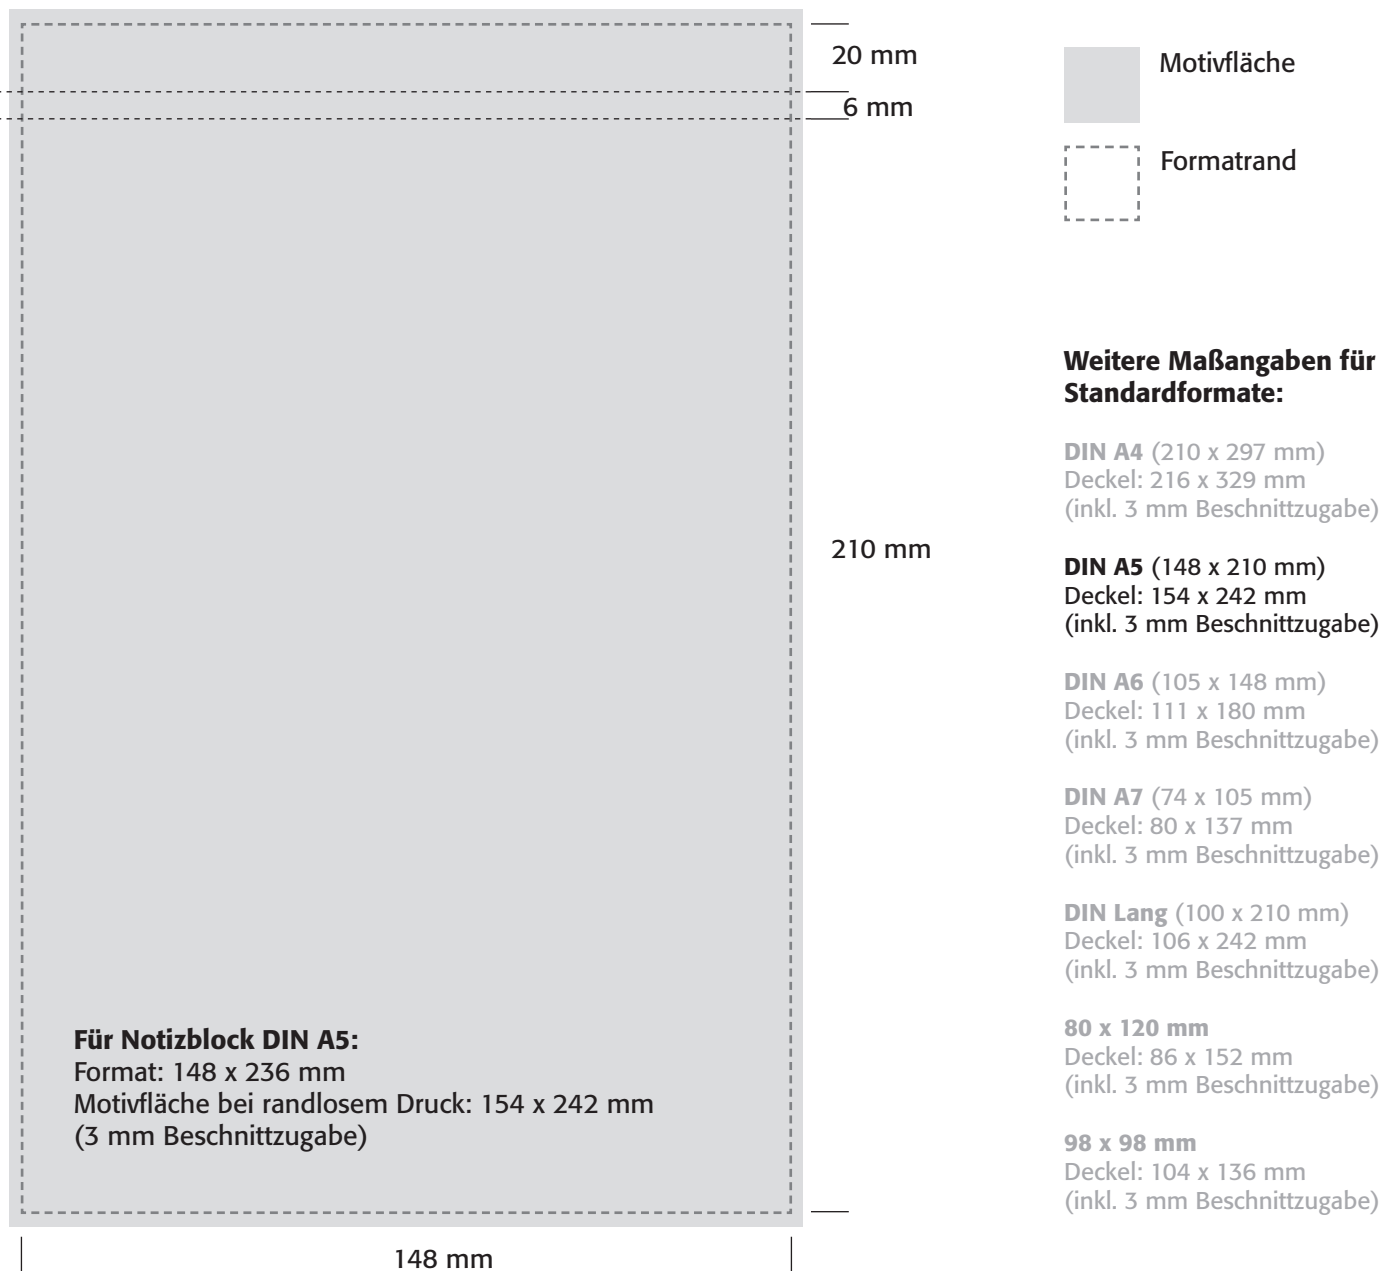 20 mm
6 mm
210 mm
Für Notizblock DIN A5:
Format: 148 x 236 mm
Motivfläche bei randlosem Druck: 154 x 242 mm
(3 mm Beschnittzugabe)
148 mm
Motivfläche
Formatrand
Weitere Maßangaben für
Standardformate:
DIN A4 (210 x 297 mm)
Deckel: 216 x 329 mm
(inkl. 3 mm Beschnittzugabe)
DIN A5 (148 x 210 mm)
Deckel: 154 x 242 mm
(inkl. 3 mm Beschnittzugabe)
DIN A6 (105 x 148 mm)
Deckel: 111 x 180 mm
(inkl. 3 mm Beschnittzugabe)
DIN A7 (74 x 105 mm)
Deckel: 80 x 137 mm
(inkl. 3 mm Beschnittzugabe)
DIN Lang (100 x 210 mm)
Deckel: 106 x 242 mm
(inkl. 3 mm Beschnittzugabe)
80 x 120 mm
Deckel: 86 x 152 mm
(inkl. 3 mm Beschnittzugabe)
98 x 98 mm
Deckel: 104 x 136 mm
(inkl. 3 mm Beschnittzugabe)